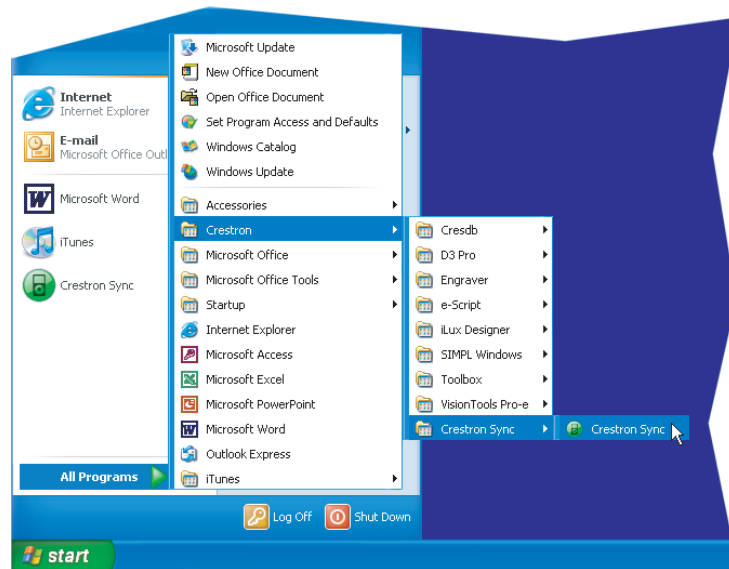 Internet
Internet Explorer
E-mail
Microsoft Office Outl
Microsoft Word
iTunes
Crestron Sync
All Programs
Microsoft Update
New Office Document
Open Office Document
Set Program Access and Defaults
Windows Catalog
Windows Update
Accessories
Crestron
Microsoft Office
Microsoft Office Tools
Startup
Internet Explorer
Microsoft Access
Microsoft Excel
Microsoft PowerPoint
Microsoft Word
Outlook Express
iTunes
Cresdb
D3 Pro
Engraver
e-Script
iLux Designer
SIMPL Windows
Toolbox
VisionTools Pro-e
Crestron Sync
Crestron Sync
Log Off
Shut Down
start